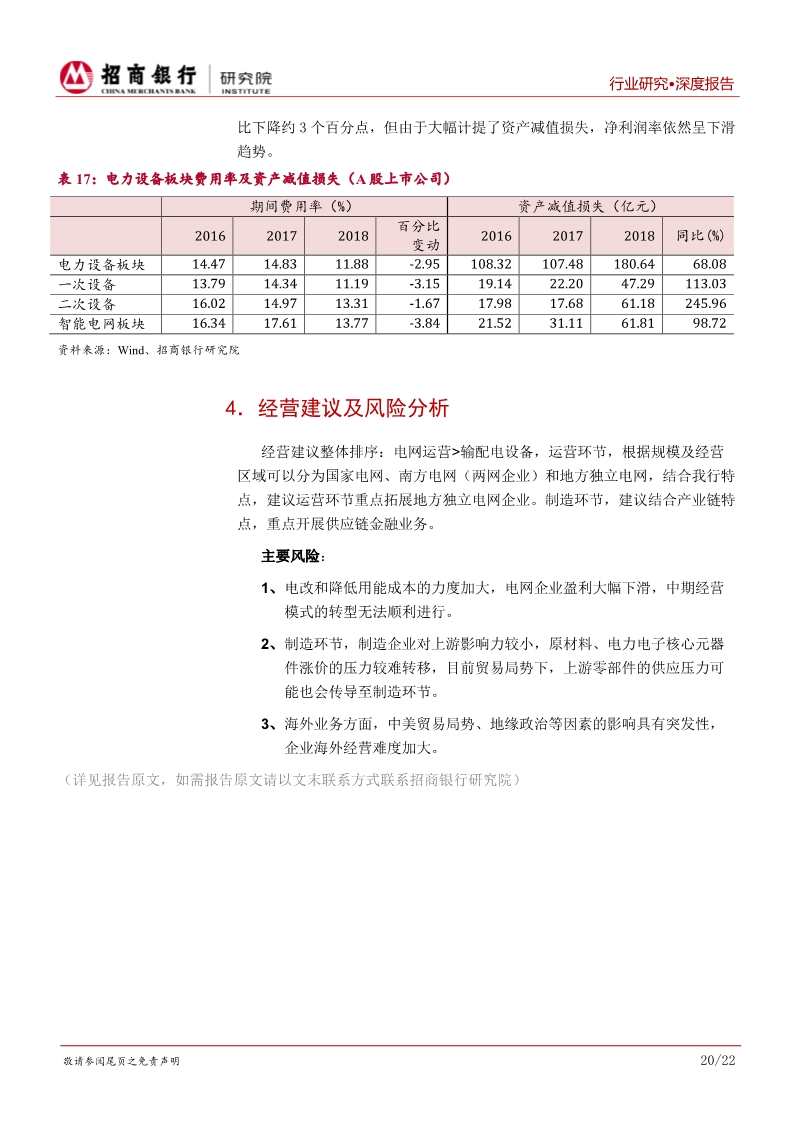 招商银行 研究院
CHINA MERCHANTS BANK INSTITUTE
行业研究•深度报告
比下降约 3 个百分点，但由于大幅计提了资产减值损失，净利润率依然呈下滑
趋势。
表 17：电力设备板块费用率及资产减值损失（A 股上市公司）
期间费用率（%） 资产减值损失（亿元）
2016 2017 2018 百分比变动 2016 2017 2018 同比(%)
电力设备板块 14.47 14.83 11.88 -2.95 108.32 107.48 180.64 68.08
一次设备 13.79 14.34 11.19 -3.15 19.14 22.20 47.29 113.03
二次设备 16.02 14.97 13.31 -1.67 17.98 17.68 61.18 245.96
智能电网板块 16.34 17.61 13.77 -3.84 21.52 31.11 61.81 98.72
资料来源：Wind、招商银行研究院
4．经营建议及风险分析
经营建议整体排序：电网运营>输配电设备，运营环节，根据规模及经营
区域可以分为国家电网、南方电网（两网企业）和地方独立电网，结合我行特
点，建议运营环节重点拓展地方独立电网企业。制造环节，建议结合产业链特
点，重点开展供应链金融业务。
主要风险：
1、电改和降低用能成本的力度加大，电网企业盈利大幅下滑，中期经营
模式的转型无法顺利进行。
2、制造环节，制造企业对上游影响力较小，原材料、电力电子核心元器
件涨价的压力较难转移，目前贸易局势下，上游零部件的供应压力可
能也会传导至制造环节。
3、海外业务方面，中美贸易局势、地缘政治等因素的影响具有突发性，
企业海外经营难度加大。
（详见报告原文，如需报告原文请以文末联系方式联系招商银行研究院）
敬请参阅尾页之免责声明
20/22